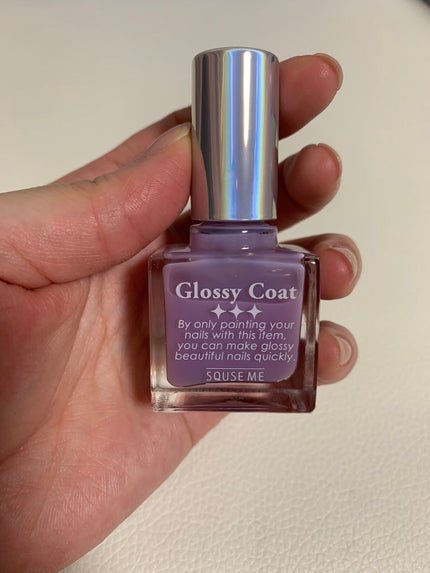 Glossy Coat
By only painting your
nails with this item,
you can make glossy
beautiful nails quickly.
SQUSE ME